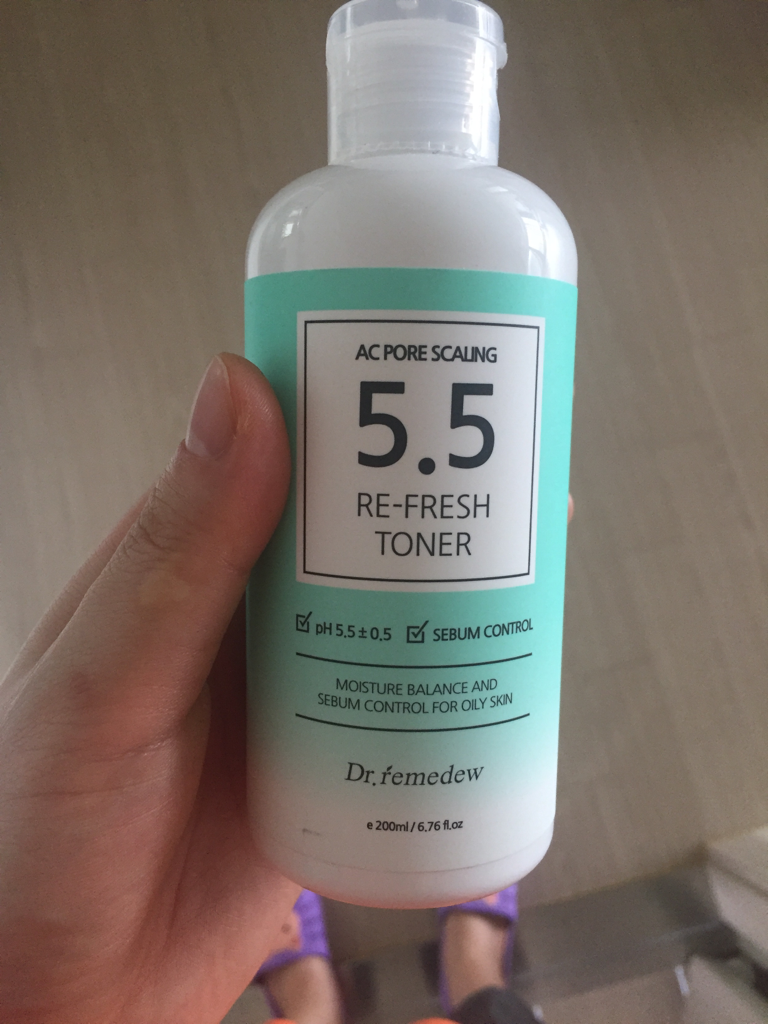 AC PORE SCALING
5.5
RE-FRESH
TONER
☑ pH 5.5 ± 0.5 ☑ SEBUM CONTROL
MOISTURE BALANCE AND
SEBUM CONTROL FOR OILY SKIN
Dr.remedew
e 200ml / 6.76 fl.oz